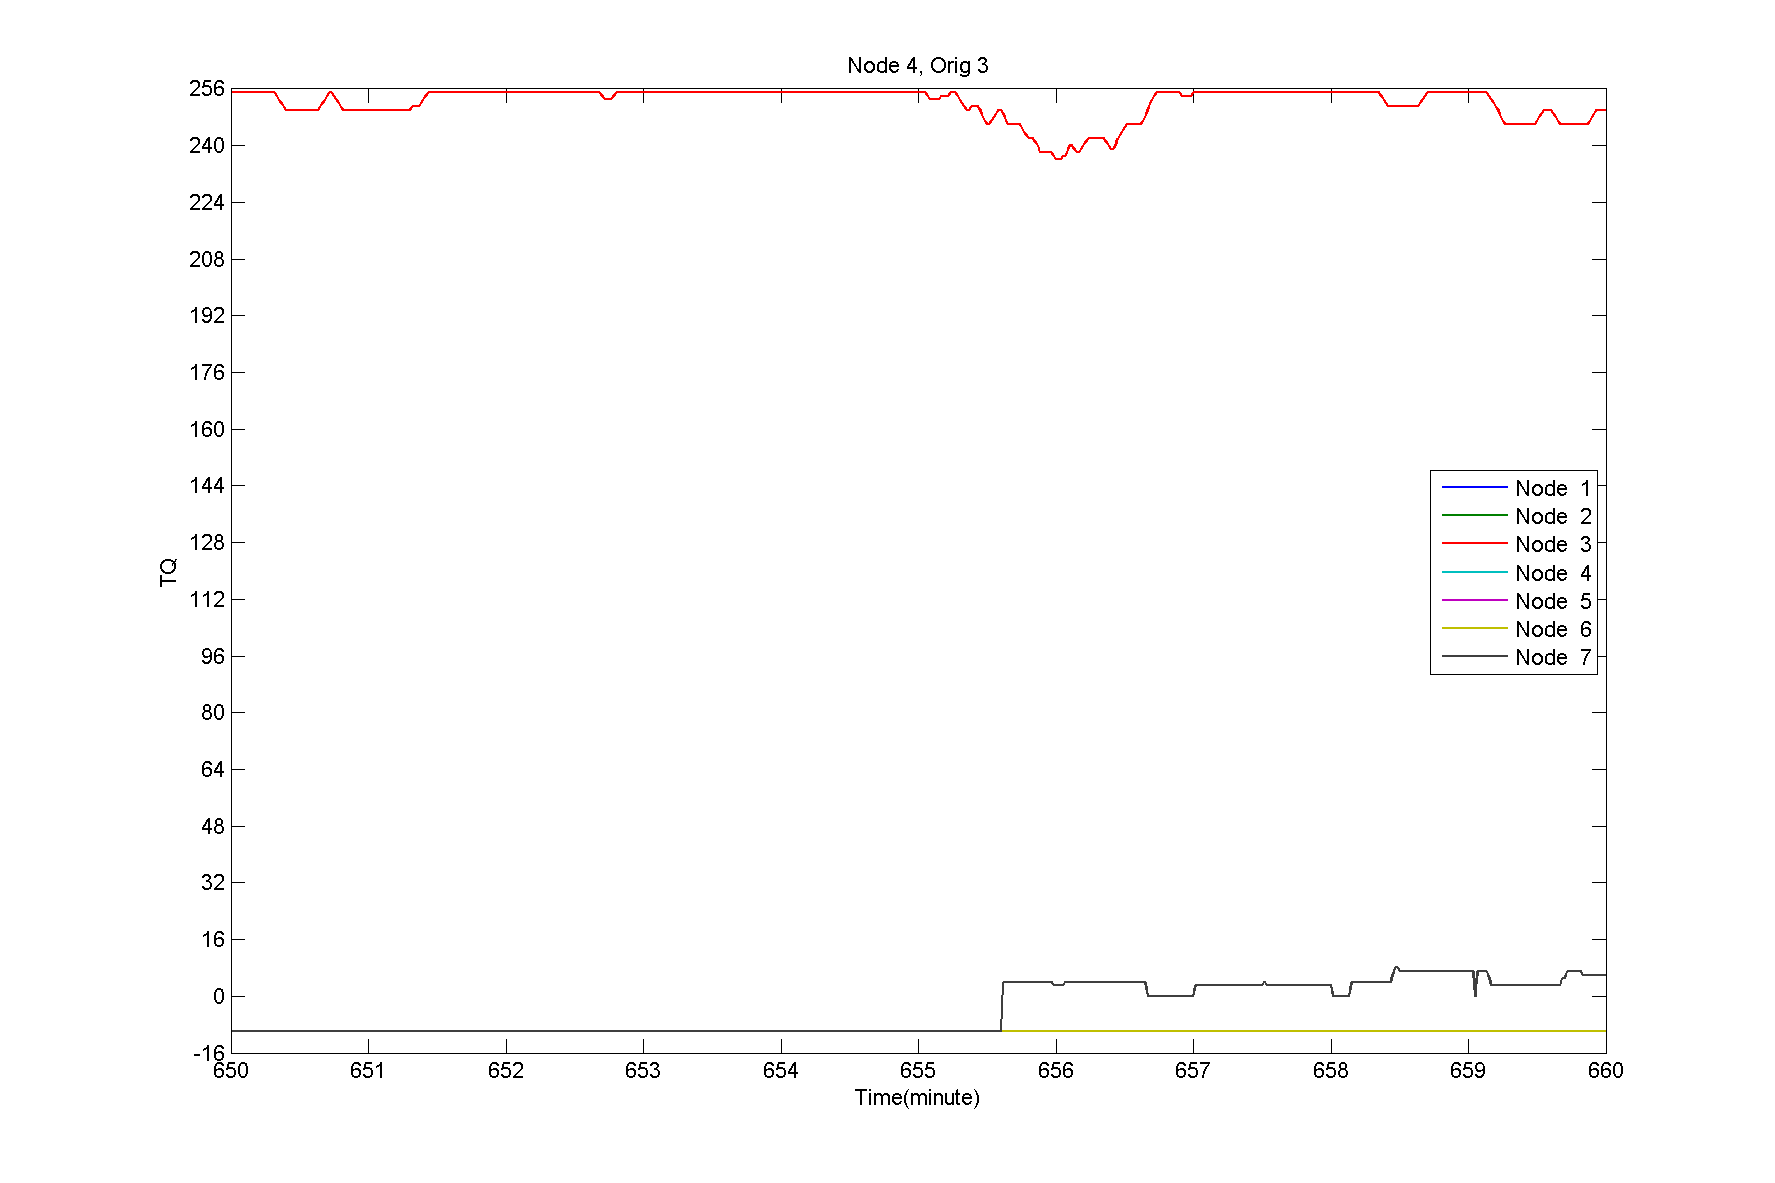 Node 4, Orig 3
256
240
224
208
192
176
160
144
128
112
96
80
64
48
32
16
0
-16
TQ
Node 1
Node 2
Node 3
Node 4
Node 5
Node 6
Node 7
650 651 652 653 654 655 656 657 658 659 660
Time(minute)